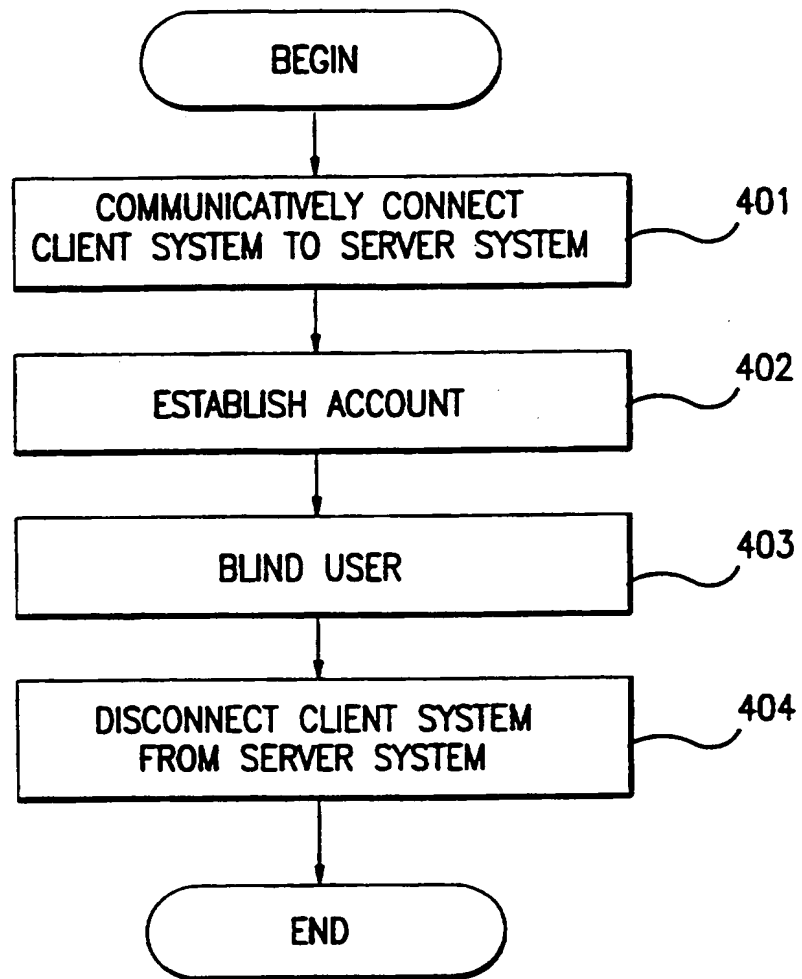 BEGIN
COMMUNICATIVELY CONNECT
CLIENT SYSTEM TO SERVER SYSTEM
401
ESTABLISH ACCOUNT
402
BLIND USER
403
DISCONNECT CLIENT SYSTEM
FROM SERVER SYSTEM
404
END